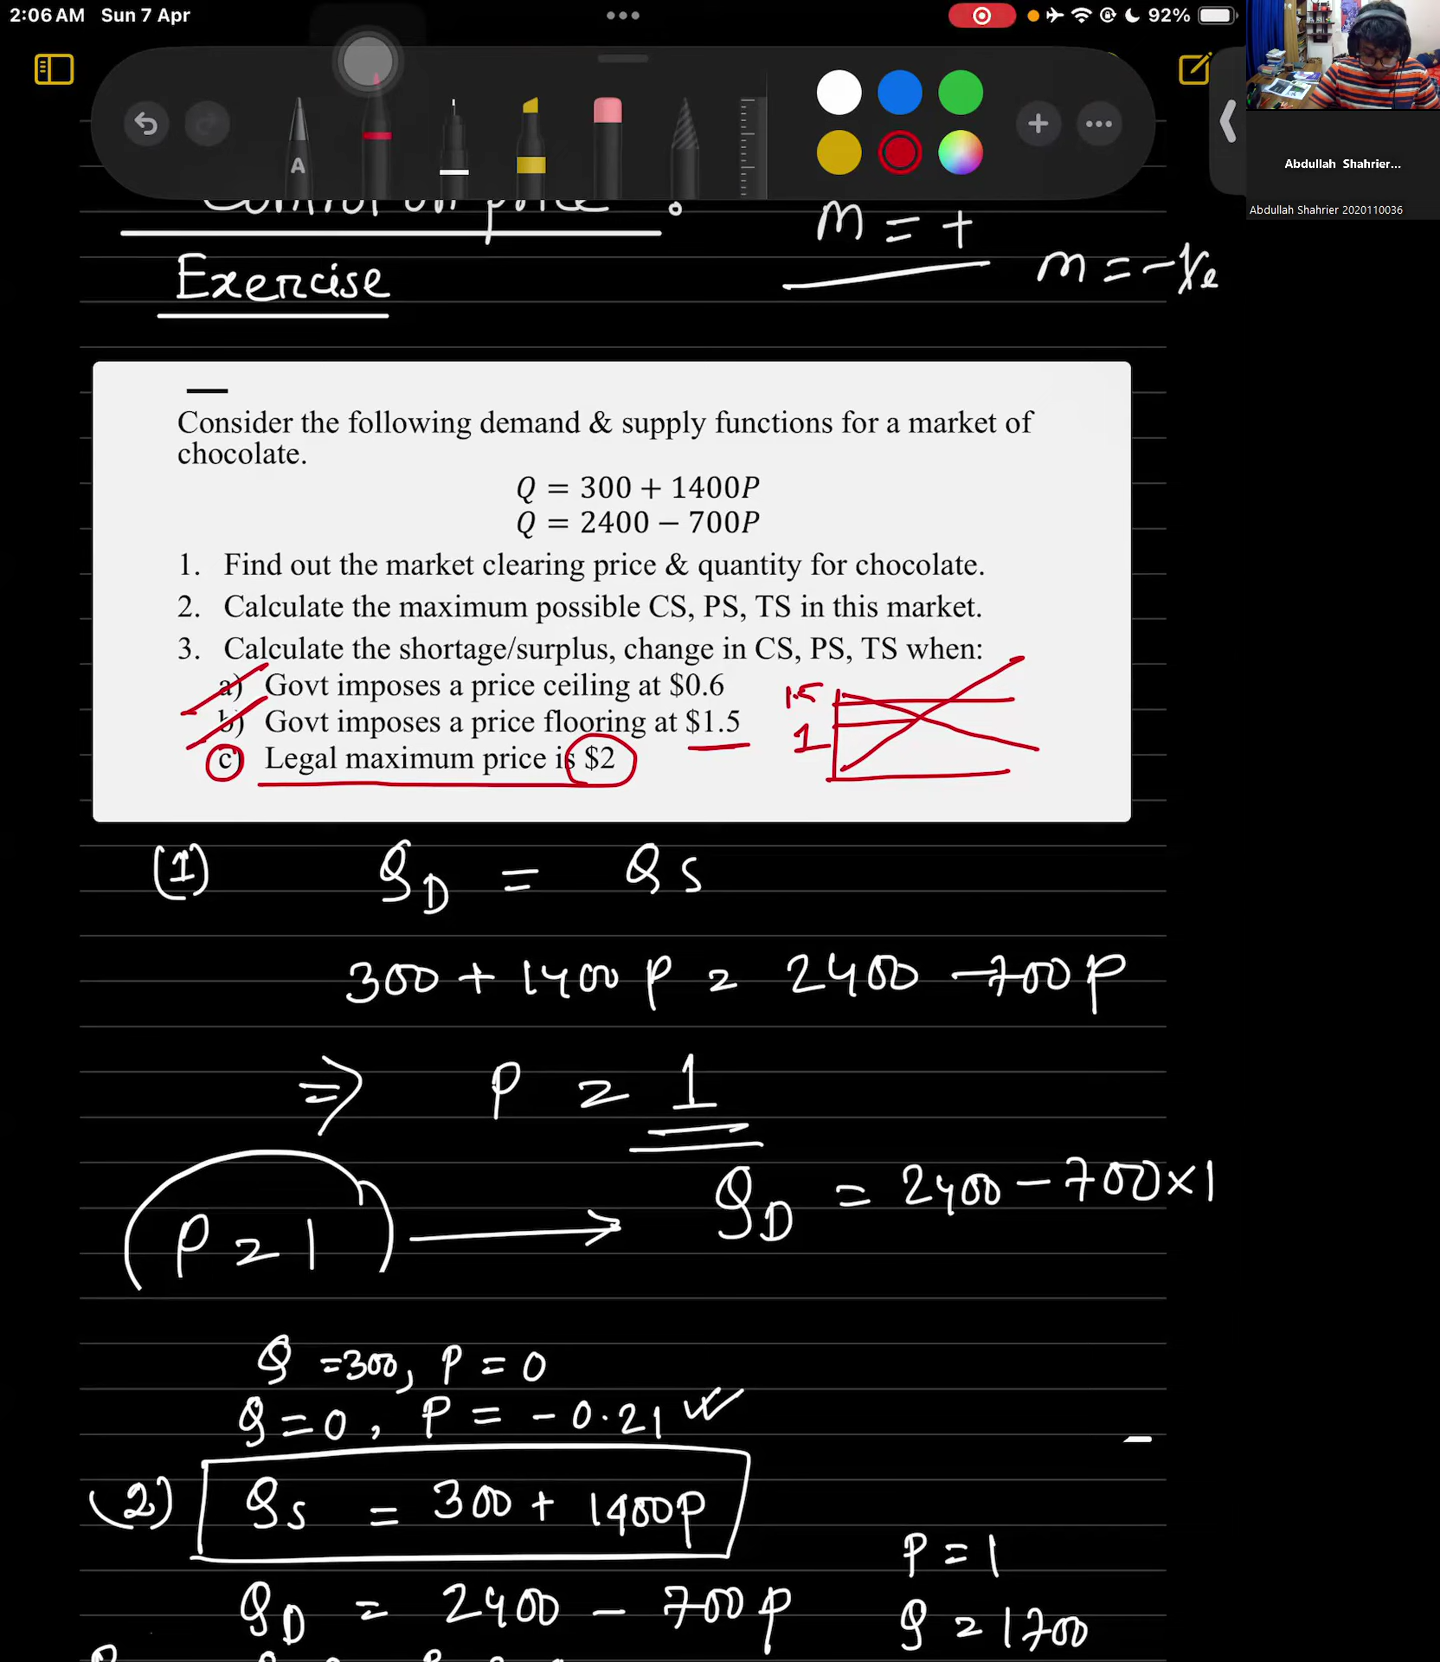 2:06 AM Sun 7 Apr
92%
A
Abdullah Shahrier...
Abdullah Shahrier 2020110036
Control on price :
m = +
m = -ve
Exercise
Consider the following demand & supply functions for a market of
chocolate.
Q = 300 + 1400P
Q = 2400 − 700P
1. Find out the market clearing price & quantity for chocolate.
2. Calculate the maximum possible CS, PS, TS in this market.
3. Calculate the shortage/surplus, change in CS, PS, TS when:
a) Govt imposes a price ceiling at $0.6
b) Govt imposes a price flooring at $1.5
c) Legal maximum price is $2
1.5
1
(1) QD = QS
300 + 1400 P = 2400 - 700 P
=> P = 1
P = 1 → QD = 2400 - 700 × 1
Q = 300, P = 0
Q = 0, P = - 0.21
(2) QS = 300 + 1400P
P = 1
QD = 2400 - 700 P
Q = 1700